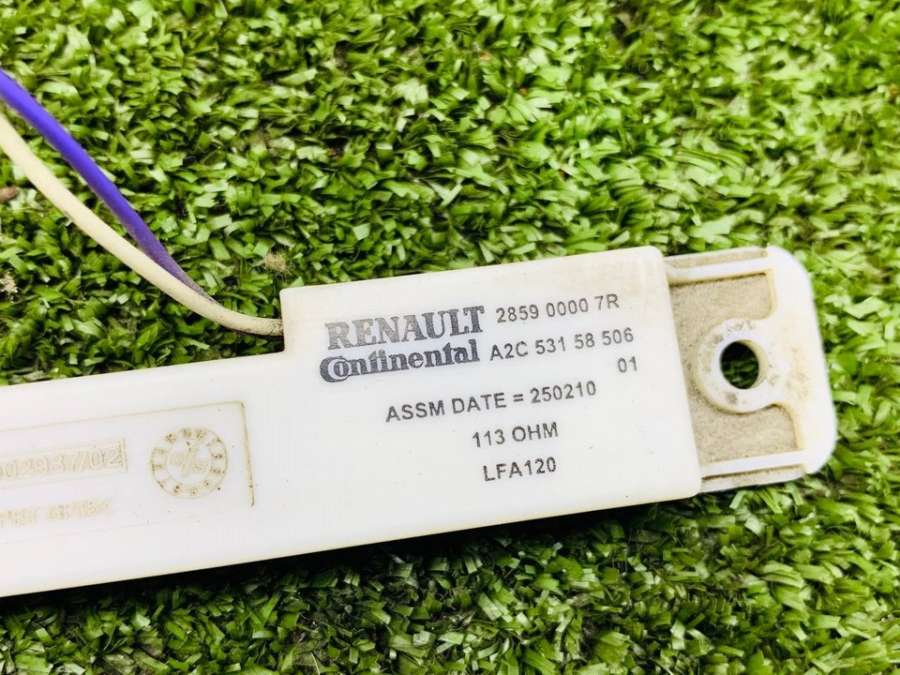 RENAULT 2859 0000 7R
Continental A2C 531 58 506
01
ASSM DATE = 250210
113 OHM
LFA120